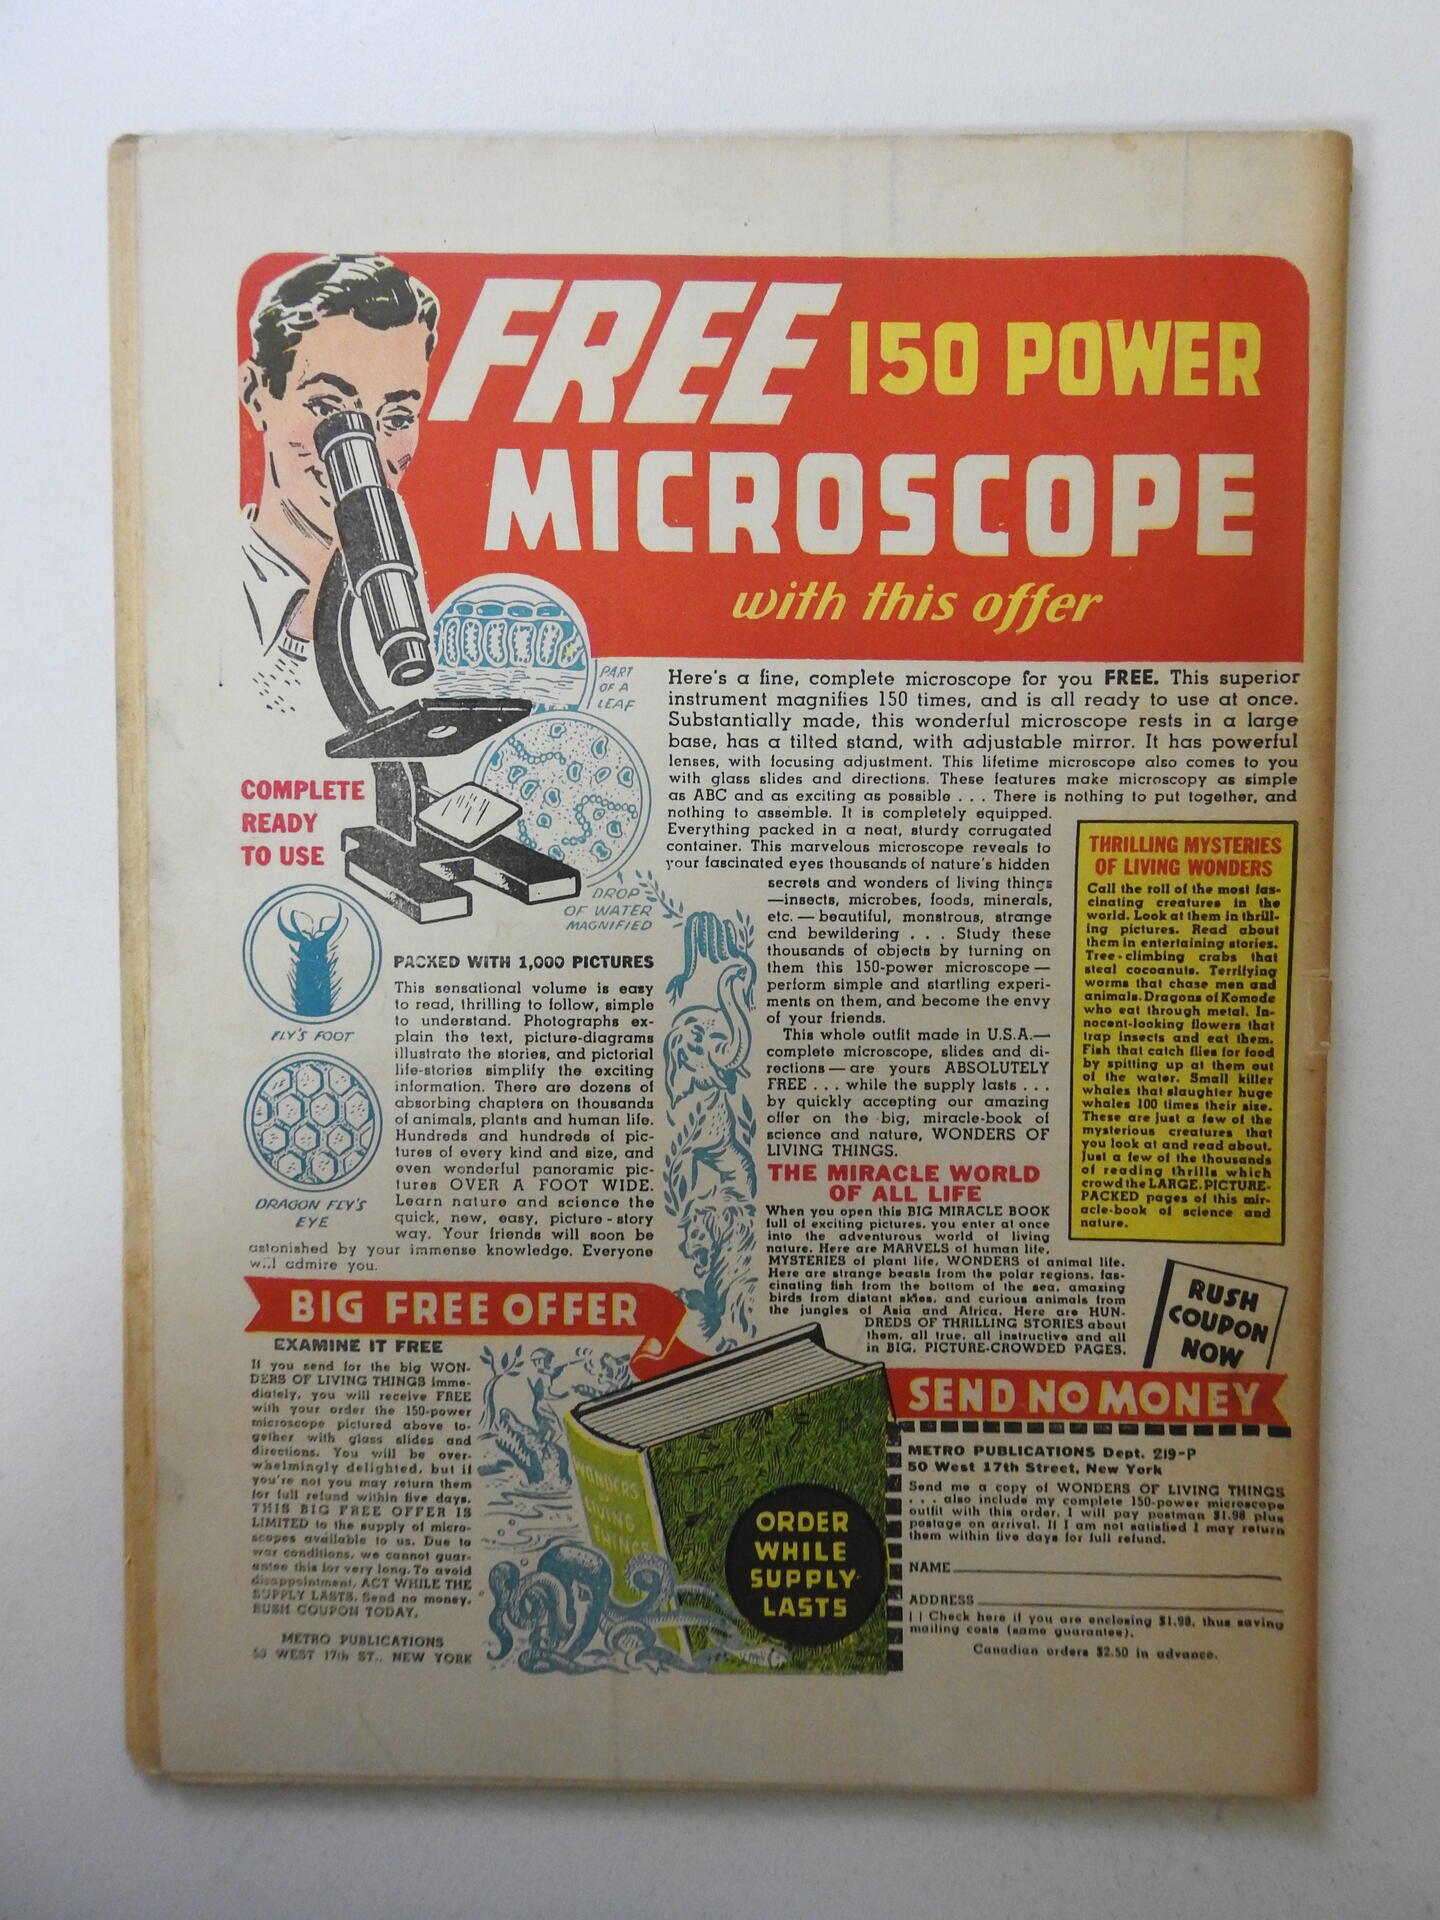 FREE 150 POWER
MICROSCOPE
with this offer
PART
OF A
LEAF
DROP
OF WATER
MAGNIFIED
COMPLETE
READY
TO USE
FLY'S FOOT
DRAGON FLY'S
EYE
Here's a fine, complete microscope for you FREE. This superior
instrument magnifies 150 times, and is all ready to use at once.
Substantially made, this wonderful microscope rests in a large
base, has a tilted stand, with adjustable mirror. It has powerful
lenses, with focusing adjustment. This lifetime microscope also comes to you
with glass slides and directions. These features make microscopy as simple
as ABC and as exciting as possible . . . There is nothing to put together, and
nothing to assemble. It is completely equipped.
Everything packed in a neat, sturdy corrugated
container. This marvelous microscope reveals to
your fascinated eyes thousands of nature's hidden
secrets and wonders of living things
—insects, microbes, foods, minerals,
etc. — beautiful, monstrous, strange
and bewildering . . . Study these
thousands of objects by turning on
them this 150-power microscope —
perform simple and startling experi-
ments on them, and become the envy
of your friends.
This whole outfit made in U.S.A.—
complete microscope, slides and di-
rections — are yours ABSOLUTELY
FREE . . . while the supply lasts . . .
by quickly accepting our amazing
offer on the big, miracle-book of
science and nature, WONDERS OF
LIVING THINGS.
THE MIRACLE WORLD
OF ALL LIFE
When you open this BIG MIRACLE BOOK
full of exciting pictures, you enter at once
into the adventurous world of living
nature. Here are MARVELS of human life,
MYSTERIES of plant life, WONDERS of animal life.
Here are strange beasts from the polar regions, fas-
cinating fish from the bottom of the sea, amazing
birds from distant skies, and curious animals from
the jungles of Asia and Africa. Here are HUN-
DREDS OF THRILLING STORIES about
them, all true, all instructive and all
in BIG, PICTURE-CROWDED PAGES.
THRILLING MYSTERIES
OF LIVING WONDERS
Call the roll of the most fas-
cinating creatures in the
world. Look at them in thrill-
ing pictures. Read about
them in entertaining stories.
Tree-climbing crabs that
steal cocoanuts. Terrifying
worms that chase men and
animals. Dragons of Komodo
who eat through metal. In-
nocent-looking flowers that
trap insects and eat them.
Fish that catch flies for food
by spitting up at them out
of the water. Small killer
whales that slaughter huge
whales 100 times their size.
These are just a few of the
mysterious creatures that
you look at and read about.
Just a few of the thousands
of reading thrills which
crowd the LARGE, PICTURE-
PACKED pages of this mir-
acle-book of science and
nature.
PACKED WITH 1,000 PICTURES
This sensational volume is easy
to read, thrilling to follow, simple
to understand. Photographs ex-
plain the text, picture-diagrams
illustrate the stories, and pictorial
life-stories simplify the exciting
information. There are dozens of
absorbing chapters on thousands
of animals, plants and human life.
Hundreds and hundreds of pic-
tures of every kind and size, and
even wonderful panoramic pic-
tures OVER A FOOT WIDE.
Learn nature and science the
quick, new, easy, picture-story
way. Your friends will soon be
astonished by your immense knowledge. Everyone
will admire you.
BIG FREE OFFER
EXAMINE IT FREE
If you send for the big WON-
DERS OF LIVING THINGS imme-
diately, you will receive FREE
with your order the 150-power
microscope pictured above to-
gether with glass slides and
directions. You will be over-
whelmingly delighted, but if
you're not you may return them
for full refund within five days.
THIS BIG FREE OFFER IS
LIMITED to the supply of micro-
scopes available to us. Due to
war conditions, we cannot guar-
antee this for very long. To avoid
disappointment, ACT WHILE THE
SUPPLY LASTS. Send no money.
RUSH COUPON TODAY.
METRO PUBLICATIONS
50 WEST 17th ST., NEW YORK
WONDERS
OF
LIVING
THINGS
ORDER
WHILE
SUPPLY
LASTS
RUSH
COUPON
NOW
SEND NO MONEY
METRO PUBLICATIONS Dept. 219-P
50 West 17th Street, New York
Send me a copy of WONDERS OF LIVING THINGS
. . . also include my complete 150-power microscope
outfit with this order. I will pay postman $1.98 plus
postage on arrival. If I am not satisfied I may return
them within five days for full refund.
NAME
ADDRESS
[ ] Check here if you are enclosing $1.98, thus saving
mailing costs (same guarantee).
Canadian orders $2.50 in advance.